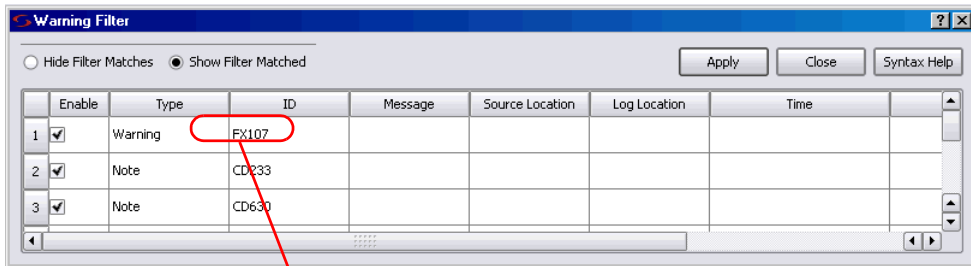 Warning Filter
Hide Filter Matches Show Filter Matched Apply Close Syntax Help
Enable Type ID Message Source Location Log Location Time
1 Warning FX107
2 Note CD233
3 Note CD630